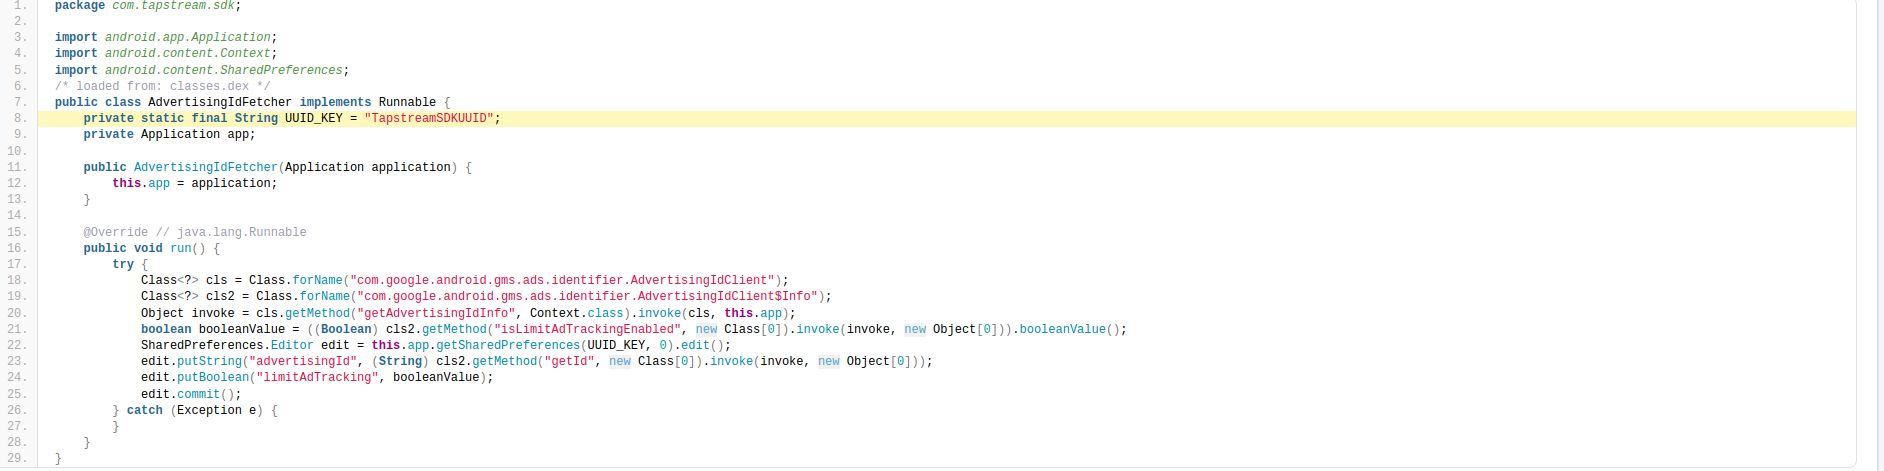 1. package com.tapstream.sdk;
2.
3. import android.app.Application;
4. import android.content.Context;
5. import android.content.SharedPreferences;
6. /* loaded from: classes.dex */
7. public class AdvertisingIdFetcher implements Runnable {
8.     private static final String UUID_KEY = "TapstreamSDKUUID";
9.     private Application app;
10.
11.     public AdvertisingIdFetcher(Application application) {
12.         this.app = application;
13.     }
14.
15.     @Override // java.lang.Runnable
16.     public void run() {
17.         try {
18.             Class<?> cls = Class.forName("com.google.android.gms.ads.identifier.AdvertisingIdClient");
19.             Class<?> cls2 = Class.forName("com.google.android.gms.ads.identifier.AdvertisingIdClient$Info");
20.             Object invoke = cls.getMethod("getAdvertisingIdInfo", Context.class).invoke(cls, this.app);
21.             boolean booleanValue = ((Boolean) cls2.getMethod("isLimitAdTrackingEnabled", new Class[0]).invoke(invoke, new Object[0])).booleanValue();
22.             SharedPreferences.Editor edit = this.app.getSharedPreferences(UUID_KEY, 0).edit();
23.             edit.putString("advertisingId", (String) cls2.getMethod("getId", new Class[0]).invoke(invoke, new Object[0]));
24.             edit.putBoolean("limitAdTracking", booleanValue);
25.             edit.commit();
26.         } catch (Exception e) {
27.         }
28.     }
29. }